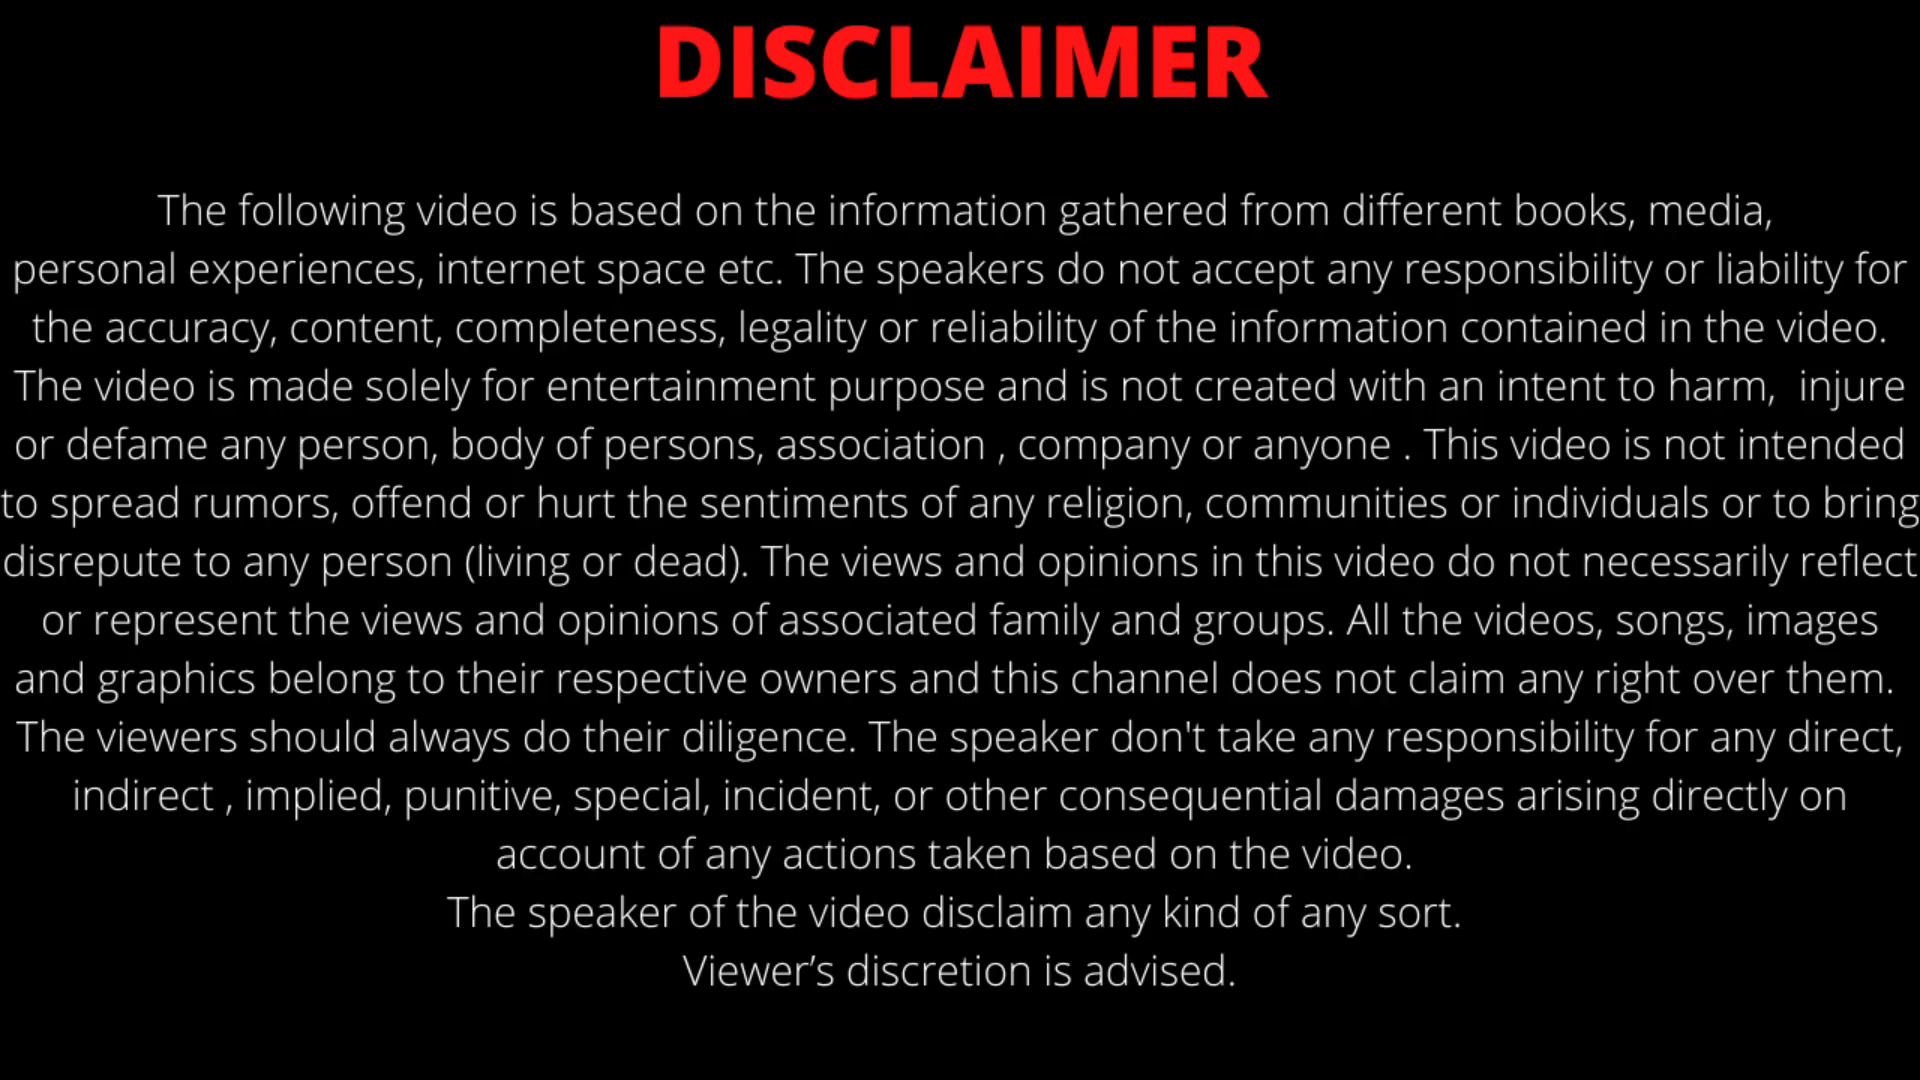 DISCLAIMER
The following video is based on the information gathered from different books, media,
personal experiences, internet space etc. The speakers do not accept any responsibility or liability for
the accuracy, content, completeness, legality or reliability of the information contained in the video.
The video is made solely for entertainment purpose and is not created with an intent to harm,  injure
or defame any person, body of persons, association , company or anyone . This video is not intended
to spread rumors, offend or hurt the sentiments of any religion, communities or individuals or to bring
disrepute to any person (living or dead). The views and opinions in this video do not necessarily reflect
or represent the views and opinions of associated family and groups. All the videos, songs, images
and graphics belong to their respective owners and this channel does not claim any right over them.
The viewers should always do their diligence. The speaker don't take any responsibility for any direct,
indirect , implied, punitive, special, incident, or other consequential damages arising directly on
account of any actions taken based on the video.
The speaker of the video disclaim any kind of any sort.
Viewer’s discretion is advised.